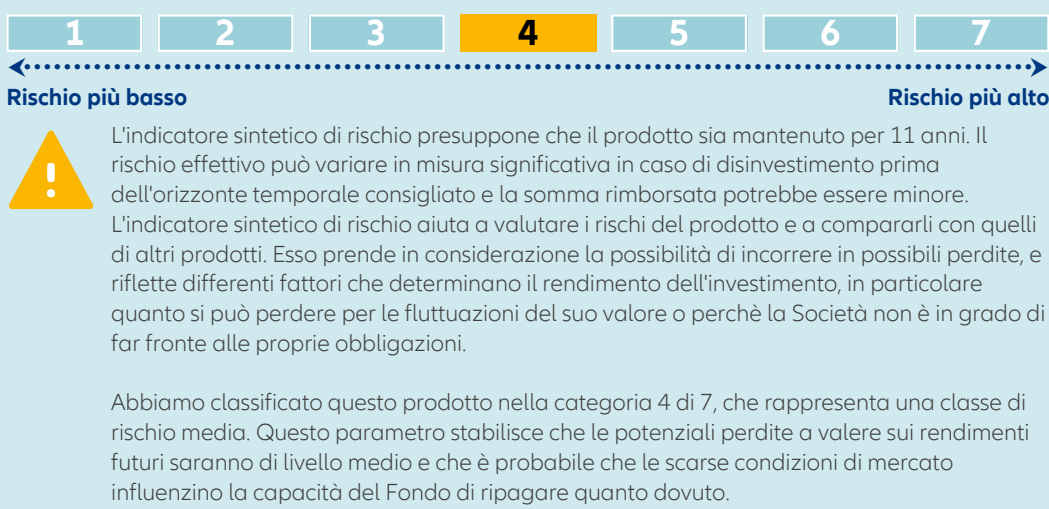 1 2 3 4 5 6 7
Rischio più basso Rischio più alto
L'indicatore sintetico di rischio presuppone che il prodotto sia mantenuto per 11 anni. Il
rischio effettivo può variare in misura significativa in caso di disinvestimento prima
dell'orizzonte temporale consigliato e la somma rimborsata potrebbe essere minore.
L'indicatore sintetico di rischio aiuta a valutare i rischi del prodotto e a compararli con quelli
di altri prodotti. Esso prende in considerazione la possibilità di incorrere in possibili perdite, e
riflette differenti fattori che determinano il rendimento dell'investimento, in particolare
quanto si può perdere per le fluttuazioni del suo valore o perchè la Società non è in grado di
far fronte alle proprie obbligazioni.
Abbiamo classificato questo prodotto nella categoria 4 di 7, che rappresenta una classe di
rischio media. Questo parametro stabilisce che le potenziali perdite a valere sui rendimenti
futuri saranno di livello medio e che è probabile che le scarse condizioni di mercato
influenzino la capacità del Fondo di ripagare quanto dovuto.